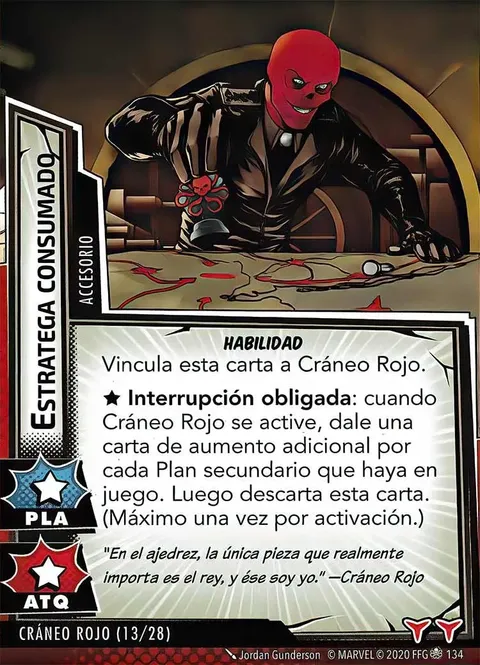 ESTRATEGA CONSUMADO
ACCESORIO
HABILIDAD
Vincula esta carta a Cráneo Rojo.
★ Interrupción obligada: cuando
Cráneo Rojo se active, dale una
carta de aumento adicional por
cada Plan secundario que haya en
juego. Luego descarta esta carta.
(Máximo una vez por activación.)
"En el ajedrez, la única pieza que realmente
importa es el rey, y ése soy yo." —Cráneo Rojo
PLA
ATQ
CRÁNEO ROJO (13/28)
Jordan Gunderson © MARVEL © 2020 FFG 134